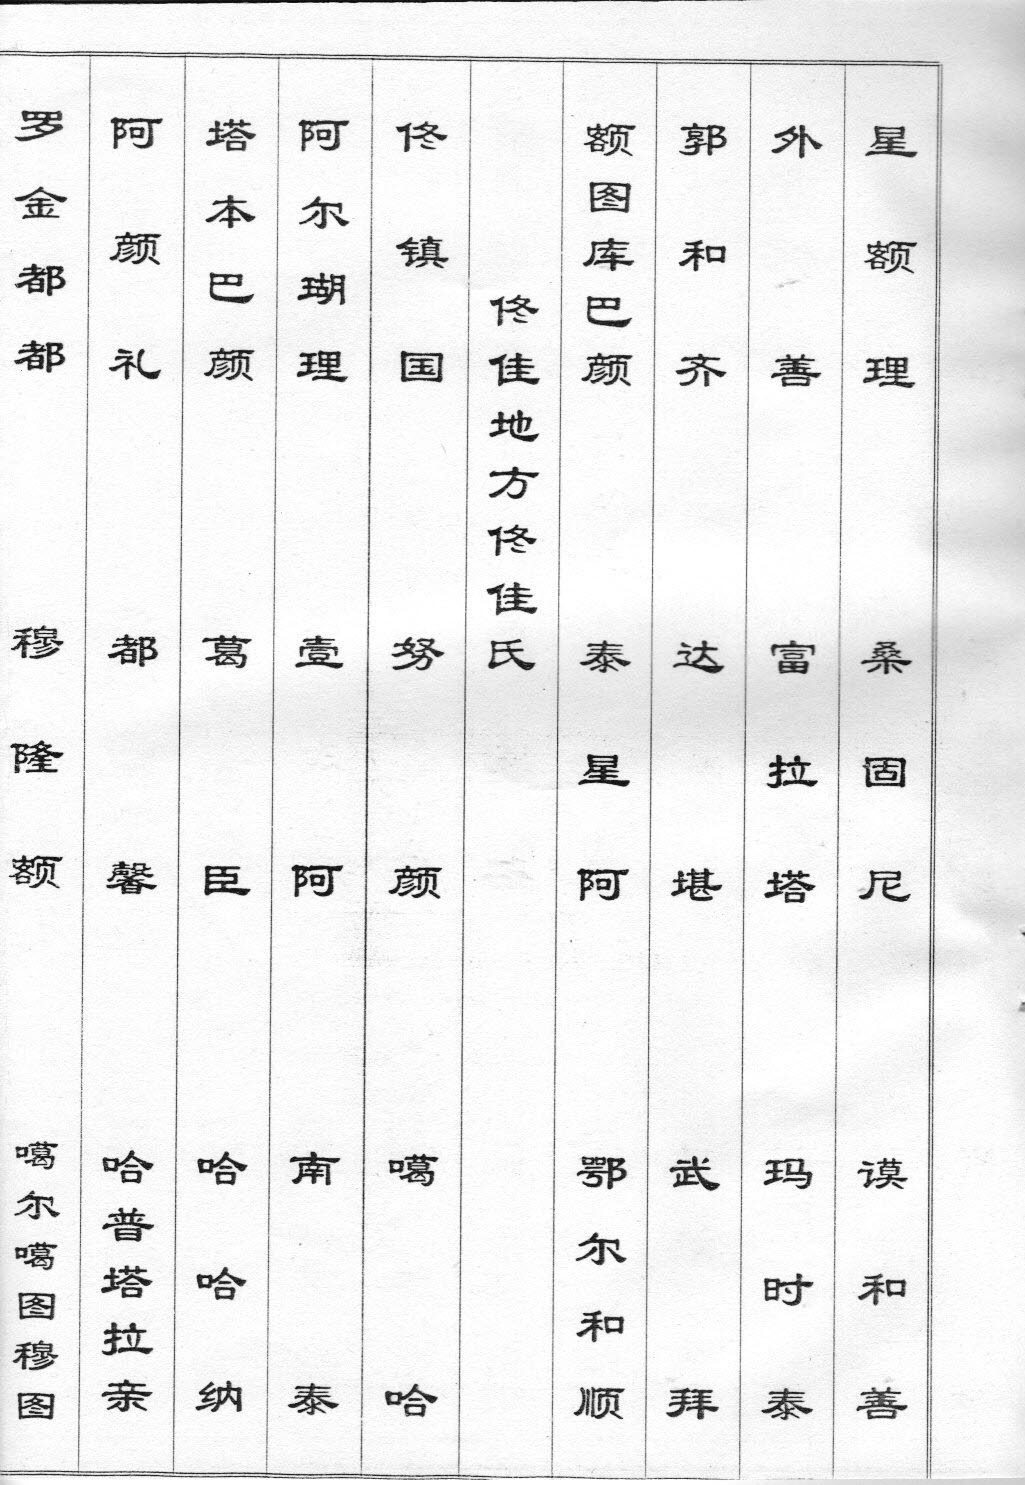 星额理 桑固尼 谟和善
外善 富拉塔 玛时泰
郭和齐 达堪 武拜
额图库巴颜 泰星阿 鄂尔和顺
佟佳地方佟佳氏
佟镇国 努颜 噶哈
阿尔瑚理 壹阿 南泰
塔本巴颜 葛臣 哈哈纳
阿颜礼 都馨 哈普塔拉亲
罗金都都 穆隆额 噶尔噶图穆图